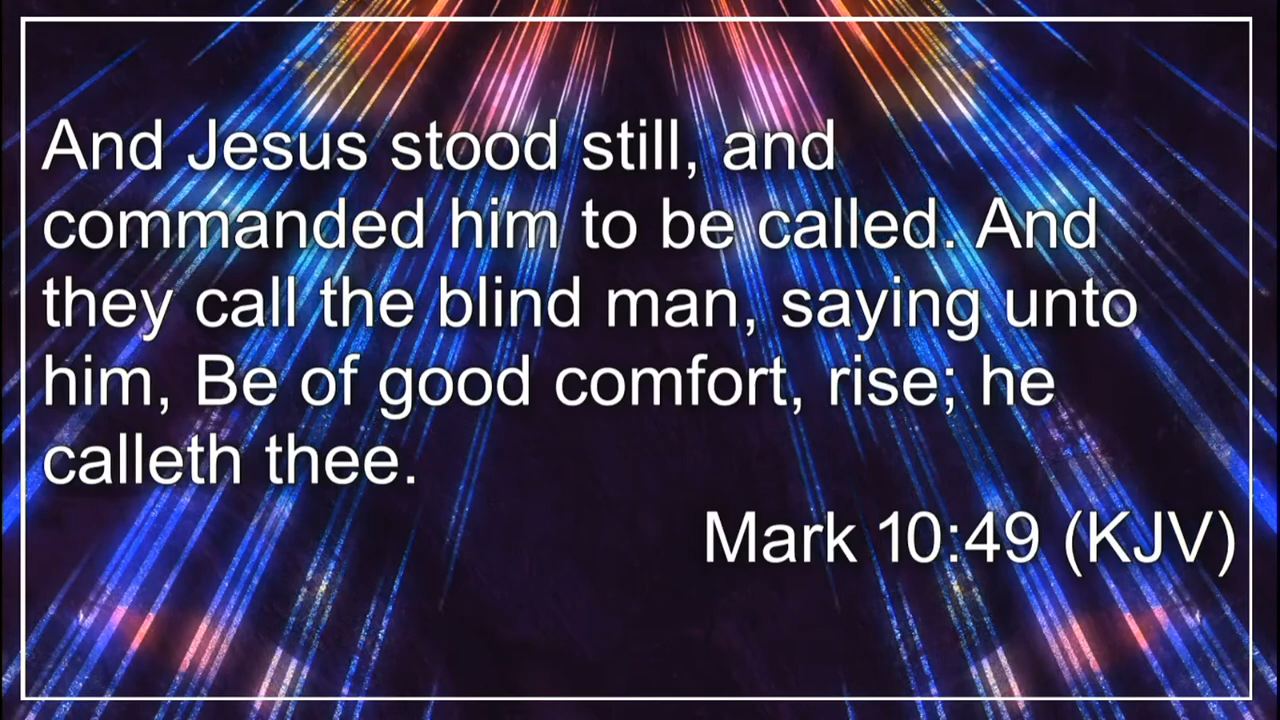 And Jesus stood still, and
commanded him to be called. And
they call the blind man, saying unto
him, Be of good comfort, rise; he
calleth thee.
Mark 10:49 (KJV)